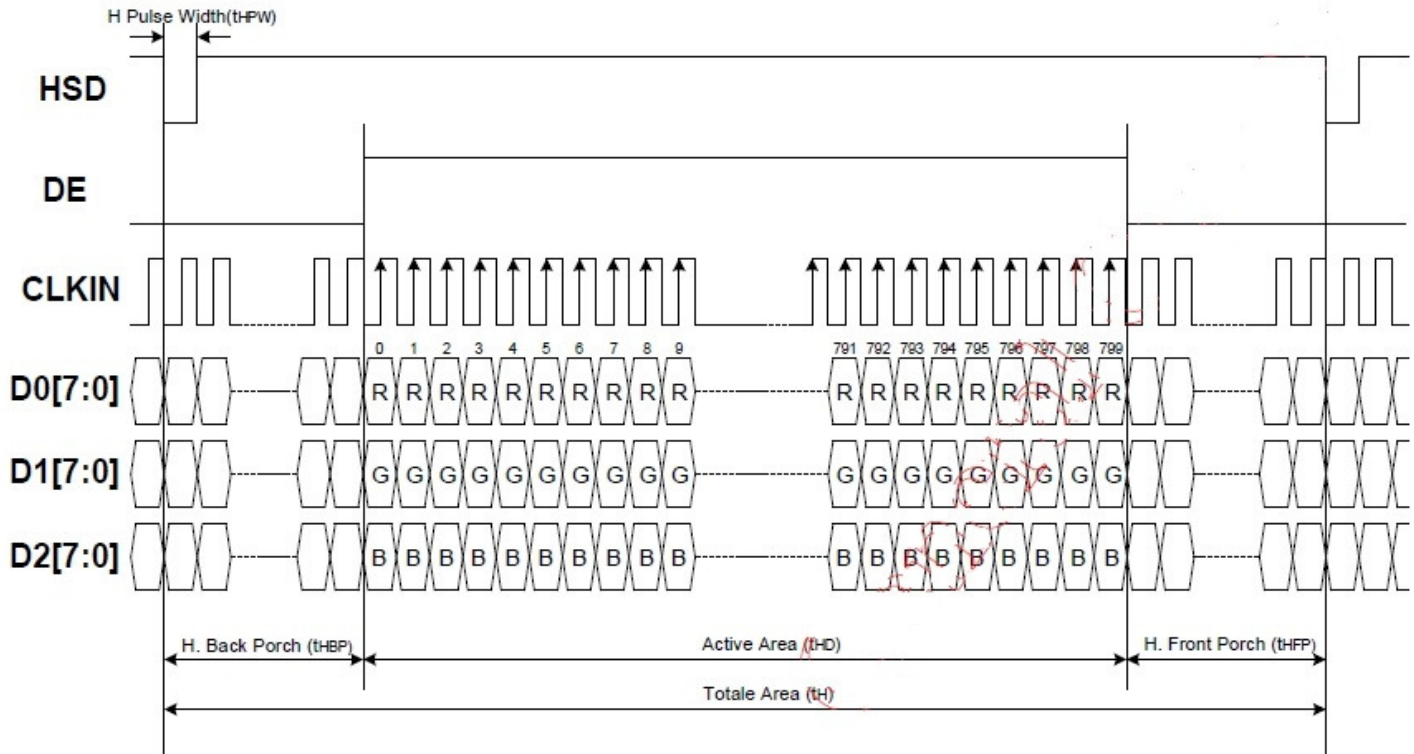 H Pulse Width(tHPW)
HSD
DE
CLKIN
0 1 2 3 4 5 6 7 8 9 791 792 793 794 795 796 797 798 799
D0[7:0] R R R R R R R R R R R R R R R R R R R
D1[7:0] G G G G G G G G G G G G G G G G G G G
D2[7:0] B B B B B B B B B B B B B B B B B B B
H. Back Porch (tHBP) Active Area (tHD) H. Front Porch (tHFP)
Totale Area (tH)